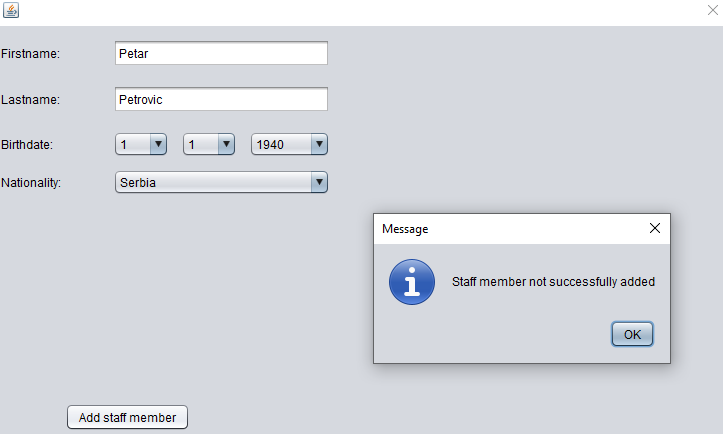 Firstname:
Petar
Lastname:
Petrovic
Birthdate:
1
1
1940
Nationality:
Serbia
Message
Staff member not successfully added
OK
Add staff member